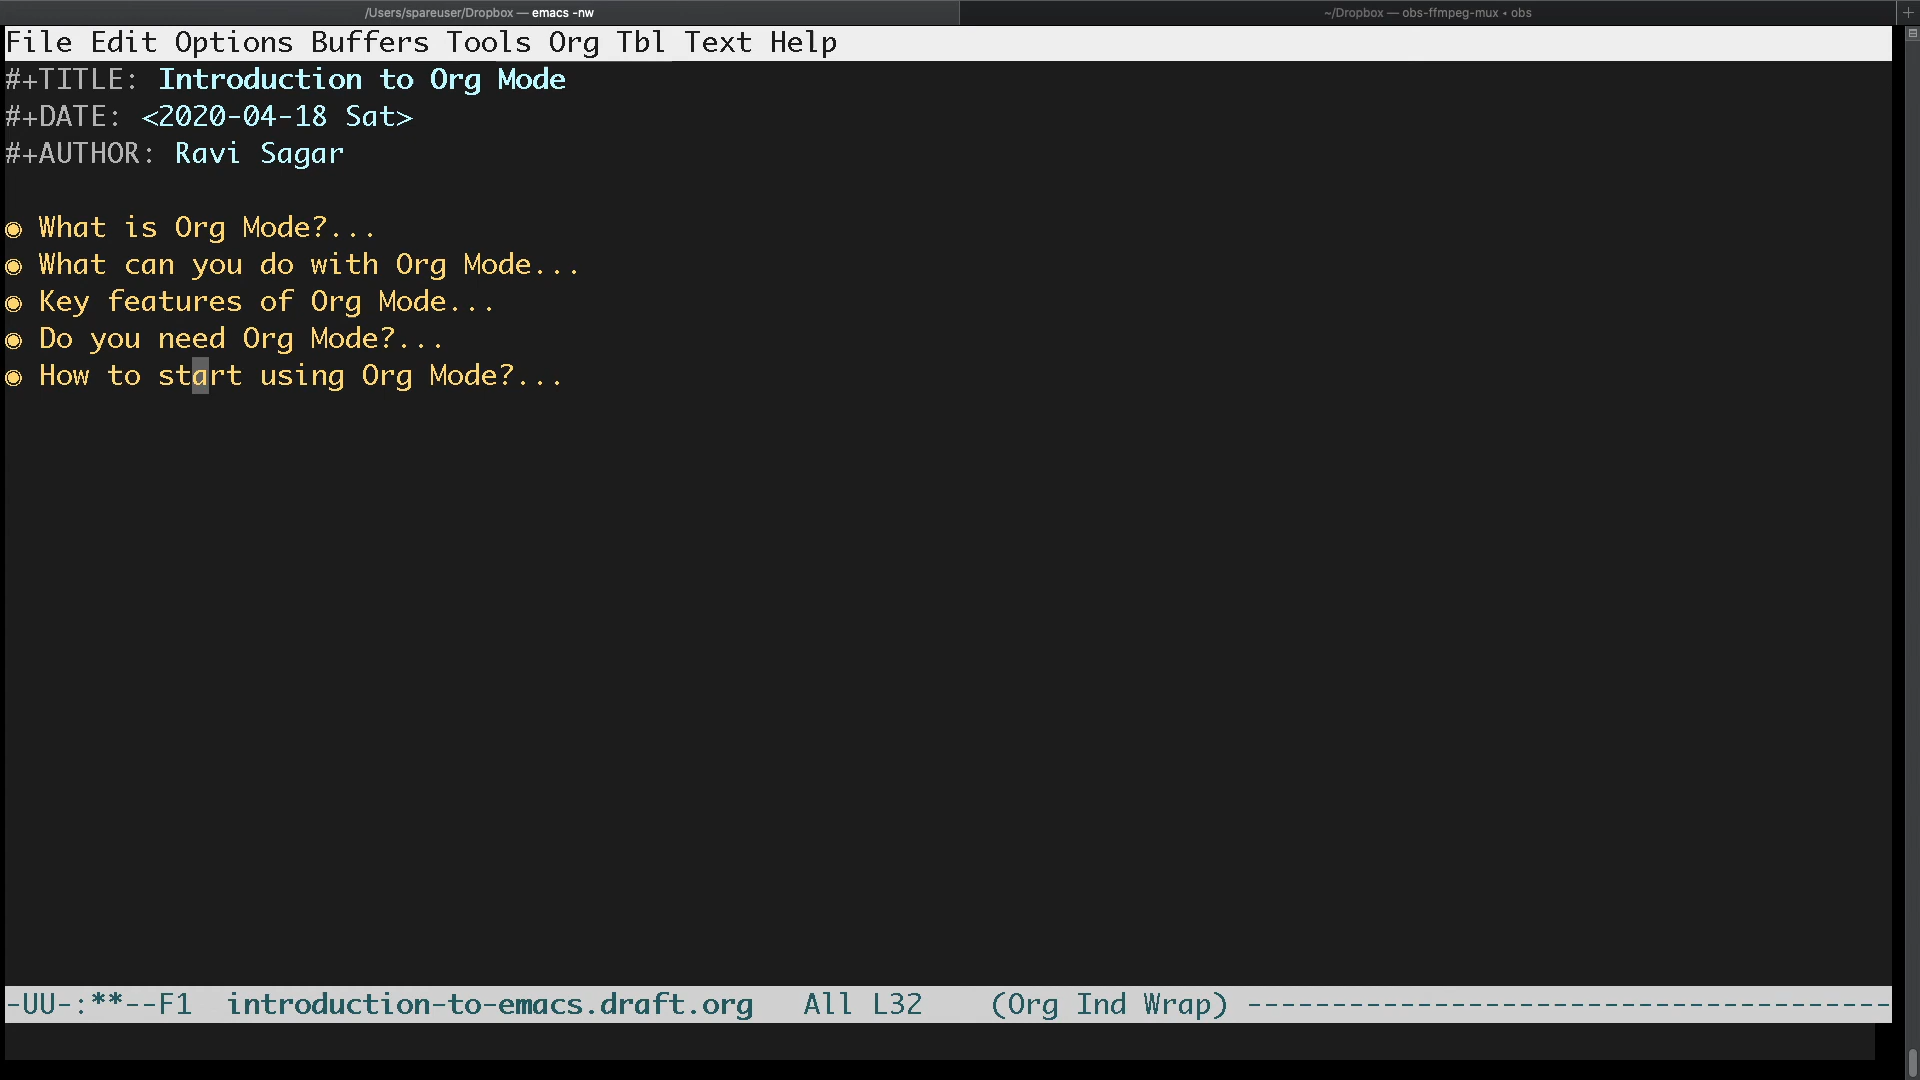 /Users/spareuser/Dropbox — emacs -nw
~/Dropbox — obs-ffmpeg-mux • obs
+
File Edit Options Buffers Tools Org Tbl Text Help
#+TITLE: Introduction to Org Mode
#+DATE: <2020-04-18 Sat>
#+AUTHOR: Ravi Sagar
◉ What is Org Mode?...
◉ What can you do with Org Mode...
◉ Key features of Org Mode...
◉ Do you need Org Mode?...
◉ How to start using Org Mode?...
-UU-:**--F1  introduction-to-emacs.draft.org   All L32    (Org Ind Wrap) --------------------------------------